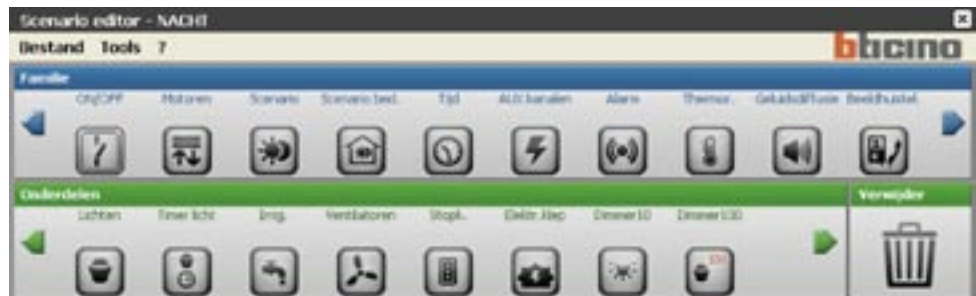 Scenario editor - NACHT
Bestand Tools ?
bticino
Familie
ON/OFF Motoren Scenario Scenario bed. Tijd AUX kanalen Alarm Thermor. Geluidsdiffusie Beeldhuistel.
Onderdelen
Verwijder
Lichten Timer licht Irrig. Ventilatoren Stopk. Elektr. klep Dimmer10 Dimmer100